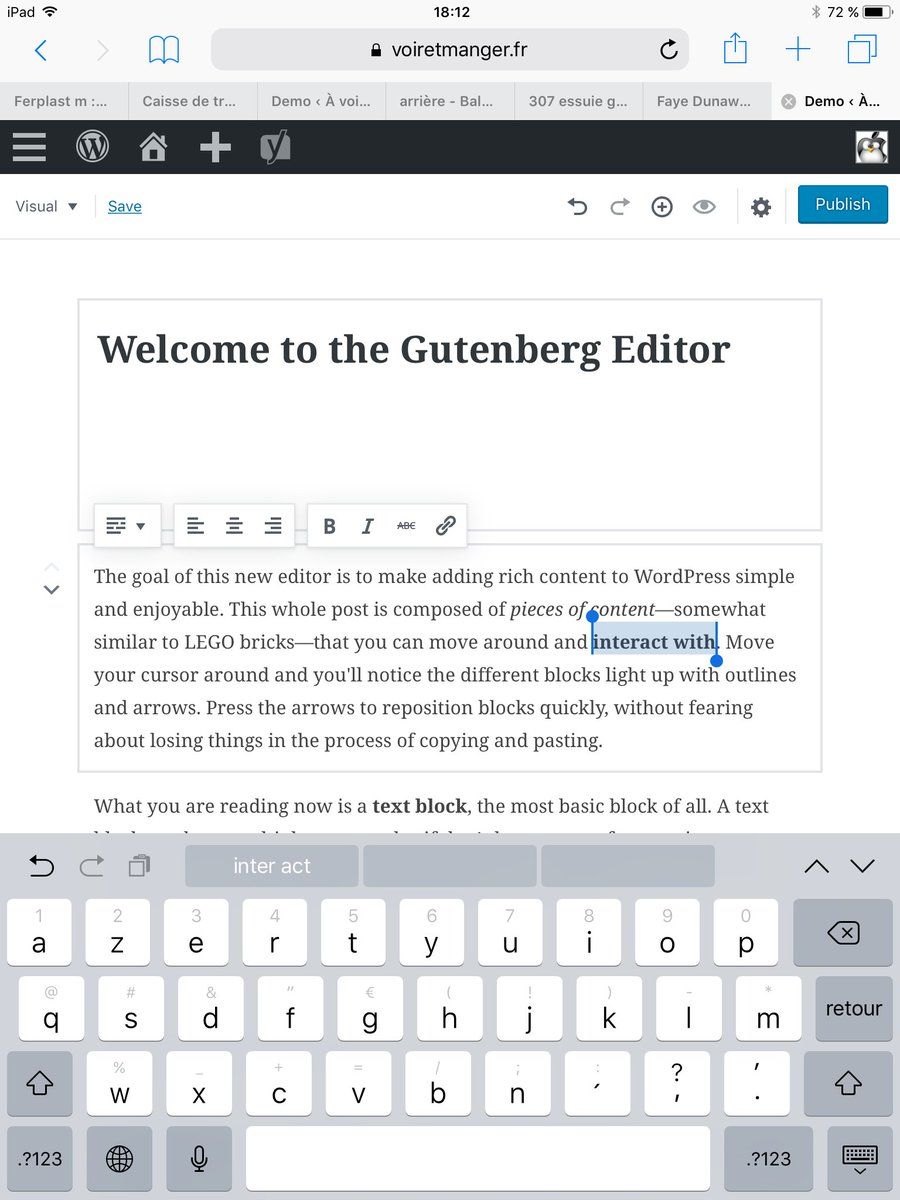 iPad
18:12
72 %
voiretmanger.fr
Ferplast m :...
Caisse de tr...
Demo ‹ À voi...
arrière - Bal...
307 essuie g...
Faye Dunaw...
Demo ‹ À...
Visual
Save
Publish
Welcome to the Gutenberg Editor
B I ABC
The goal of this new editor is to make adding rich content to WordPress simple
and enjoyable. This whole post is composed of pieces of content—somewhat
similar to LEGO bricks—that you can move around and interact with. Move
your cursor around and you'll notice the different blocks light up with outlines
and arrows. Press the arrows to reposition blocks quickly, without fearing
about losing things in the process of copying and pasting.
What you are reading now is a text block, the most basic block of all. A text
inter act
1 2 3 4 5 6 7 8 9 0
a z e r t y u i o p
@ # & " € ( ! ) - *
q s d f g h j k l m
retour
% _ + = / ; : ? ′
w x c v b n ´ , .
.?123
.?123